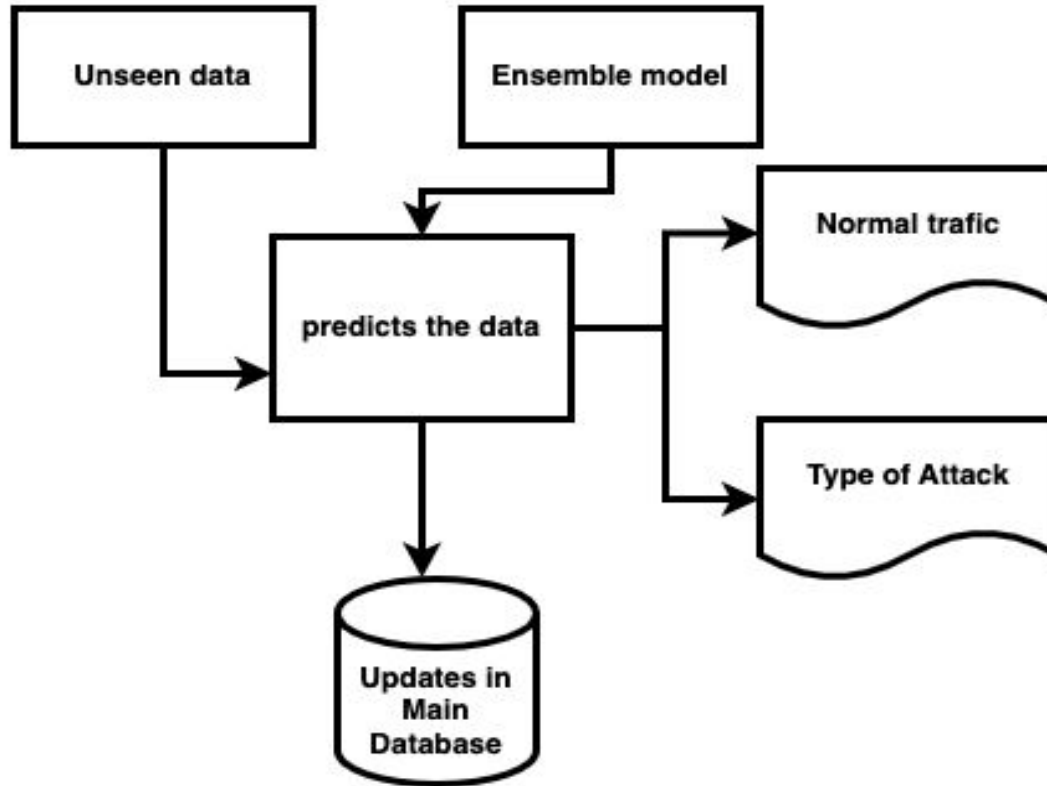 Unseen data
Ensemble model
Normal trafic
predicts the data
Type of Attack
Updates in
Main
Database